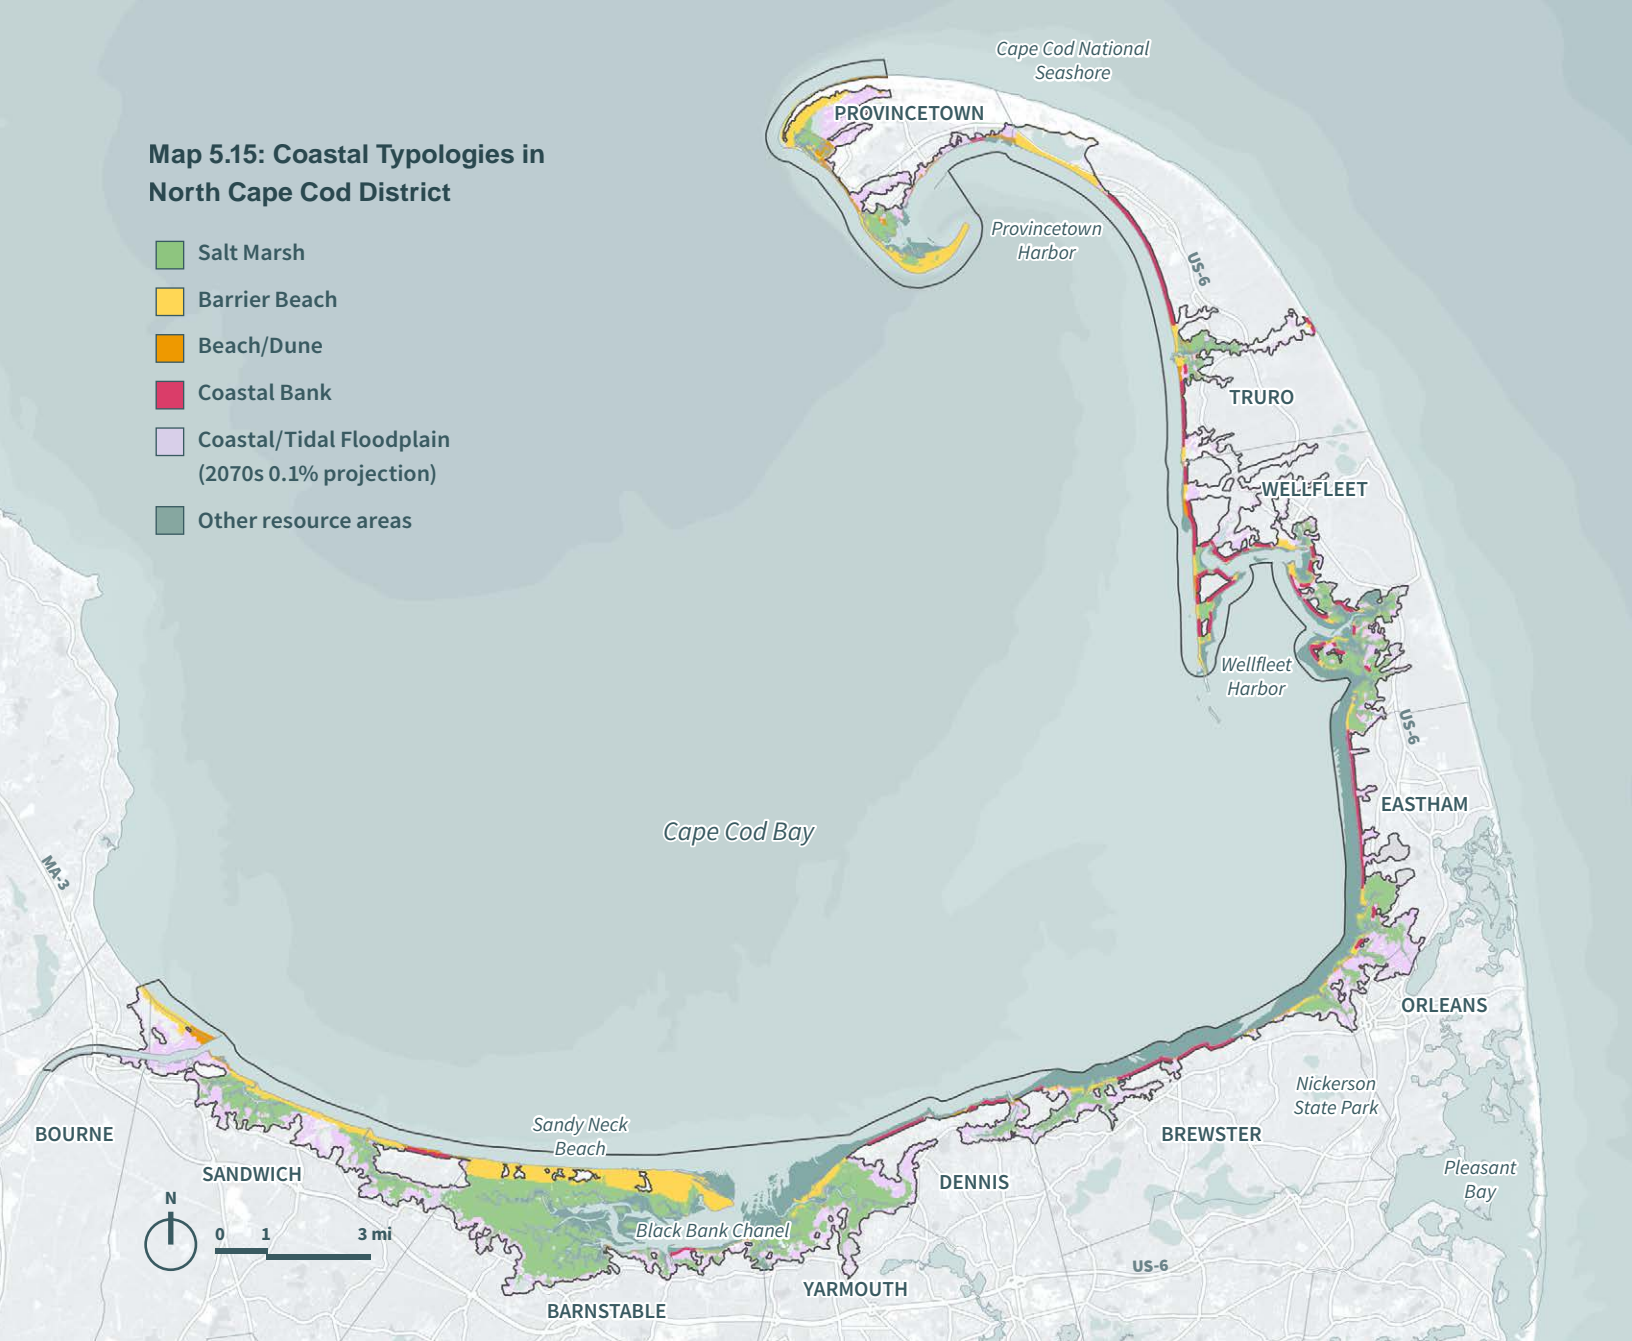 Map 5.15: Coastal Typologies in
North Cape Cod District
Salt Marsh
Barrier Beach
Beach/Dune
Coastal Bank
Coastal/Tidal Floodplain
(2070s 0.1% projection)
Other resource areas
Cape Cod National
Seashore
PROVINCETOWN
Provincetown
Harbor
US-6
TRURO
WELLFLEET
Wellfleet
Harbor
US-6
EASTHAM
Cape Cod Bay
MA-3
ORLEANS
Nickerson
State Park
BREWSTER
Pleasant
Bay
Sandy Neck
Beach
BOURNE
SANDWICH
DENNIS
Black Bank Chanel
YARMOUTH
US-6
BARNSTABLE
N
0 1 3 mi